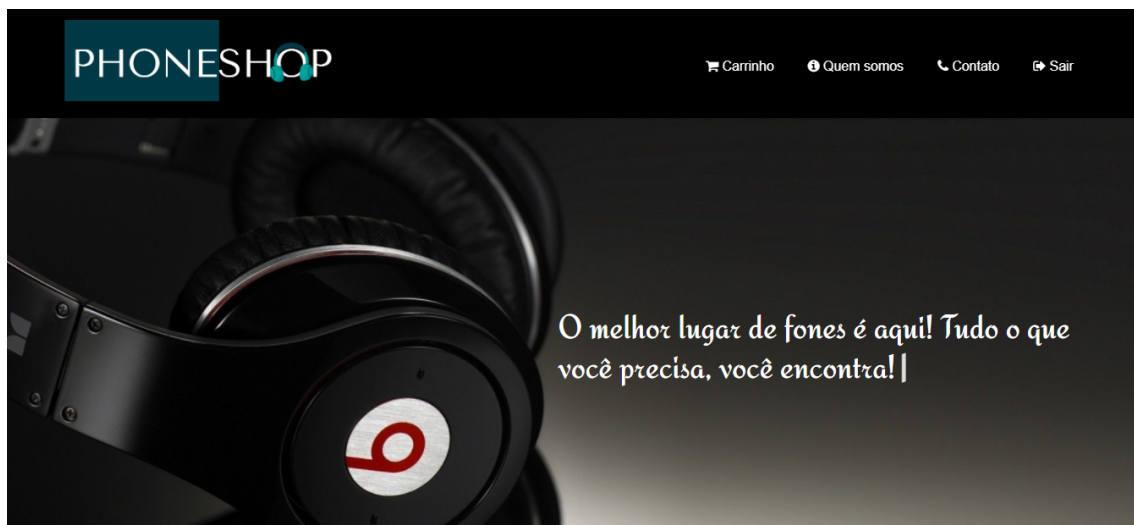 PHONESHOP
Carrinho
Quem somos
Contato
Sair
O melhor lugar de fones é aqui! Tudo o que
você precisa, você encontra!
b